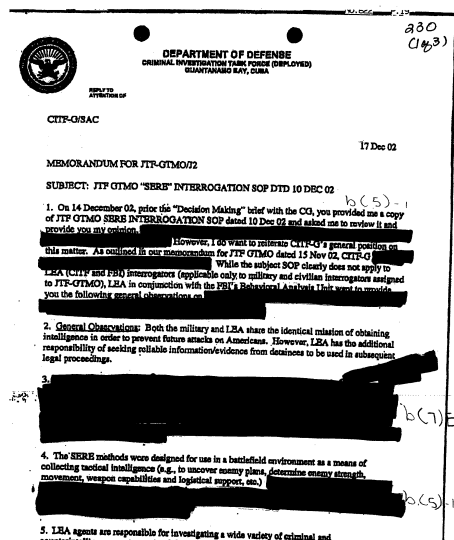 230
(1 of 3)
DEPARTMENT OF DEFENSE
CRIMINAL INVESTIGATION TASK FORCE (DEPLOYED)
GUANTANAMO BAY, CUBA
REPLY TO
ATTENTION OF
CITF-G/SAC
17 Dec 02
MEMORANDUM FOR JTF-GTMO/J2
SUBJECT: JTF GTMO "SERE" INTERROGATION SOP DTD 10 DEC 02
b(5)-1
1. On 14 December 02, prior the "Decision Making" brief with the CG, you provided me a copy
of JTF GTMO SERE INTERROGATION SOP dated 10 Dec 02 and asked me to review it and
provide you my opinion.
However, I do want to reiterate CITF-G's general position on
this matter. As outlined in our memorandum for JTF GTMO dated 15 Nov 02, CITF-G
While the subject SOP clearly does not apply to
LEA (CITF and FBI) interrogators (applicable only to military and civilian interrogators assigned
to JTF-GTMO), LEA in conjunction with the FBI's Behavioral Analysis Unit want to provide
you the following general observations on
2. General Observations: Both the military and LEA share the identical mission of obtaining
intelligence in order to prevent future attacks on Americans. However, LEA has the additional
responsibility of seeking reliable information/evidence from detainees to be used in subsequent
legal proceedings.
3.
b(7)E
4. The SERE methods were designed for use in a battlefield environment as a means of
collecting tactical intelligence (e.g., to uncover enemy plans, determine enemy strength,
movement, weapon capabilities and logistical support, etc.)
b(5)-1
5. LEA agents are responsible for investigating a wide variety of criminal and